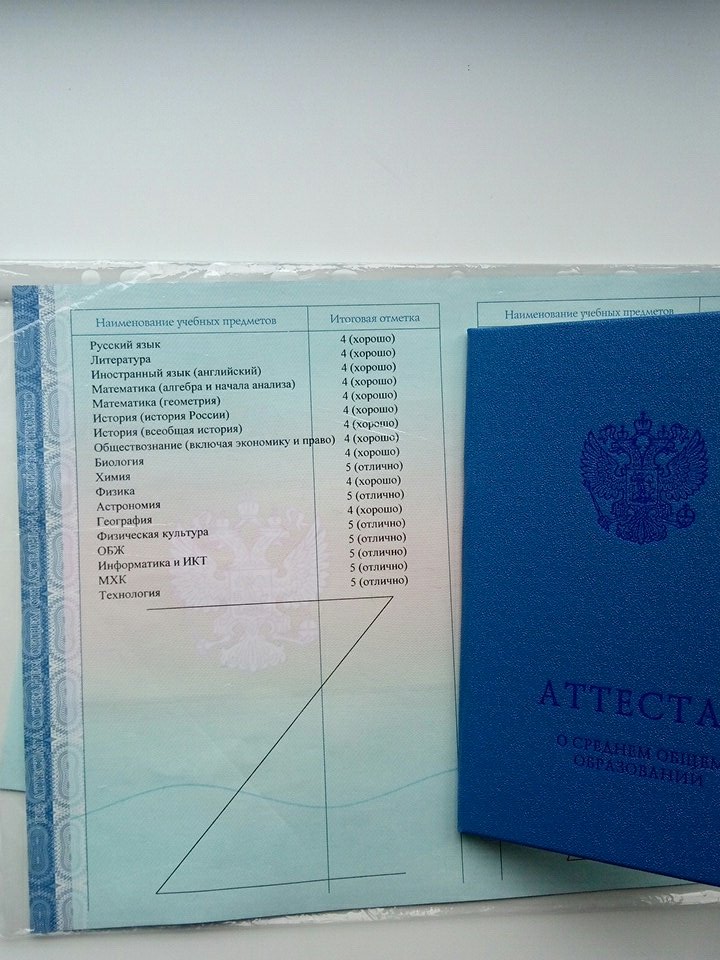 Наименование учебных предметов Итоговая отметка
Русский язык 4 (хорошо)
Литература 4 (хорошо)
Иностранный язык (английский) 4 (хорошо)
Математика (алгебра и начала анализа) 4 (хорошо)
Математика (геометрия) 4 (хорошо)
История (история России) 4 (хорошо)
История (всеобщая история) 4 (хорошо)
Обществознание (включая экономику и право) 4 (хорошо)
Биология 4 (хорошо)
Химия 5 (отлично)
Физика 4 (хорошо)
Астрономия 5 (отлично)
География 4 (хорошо)
Физическая культура 5 (отлично)
ОБЖ 5 (отлично)
Информатика и ИКТ 5 (отлично)
МХК 5 (отлично)
Технология 5 (отлично)
Наименование учебных предметов
АТТЕСТА
О СРЕДНЕМ ОБЩЕМ
ОБРАЗОВАНИИ